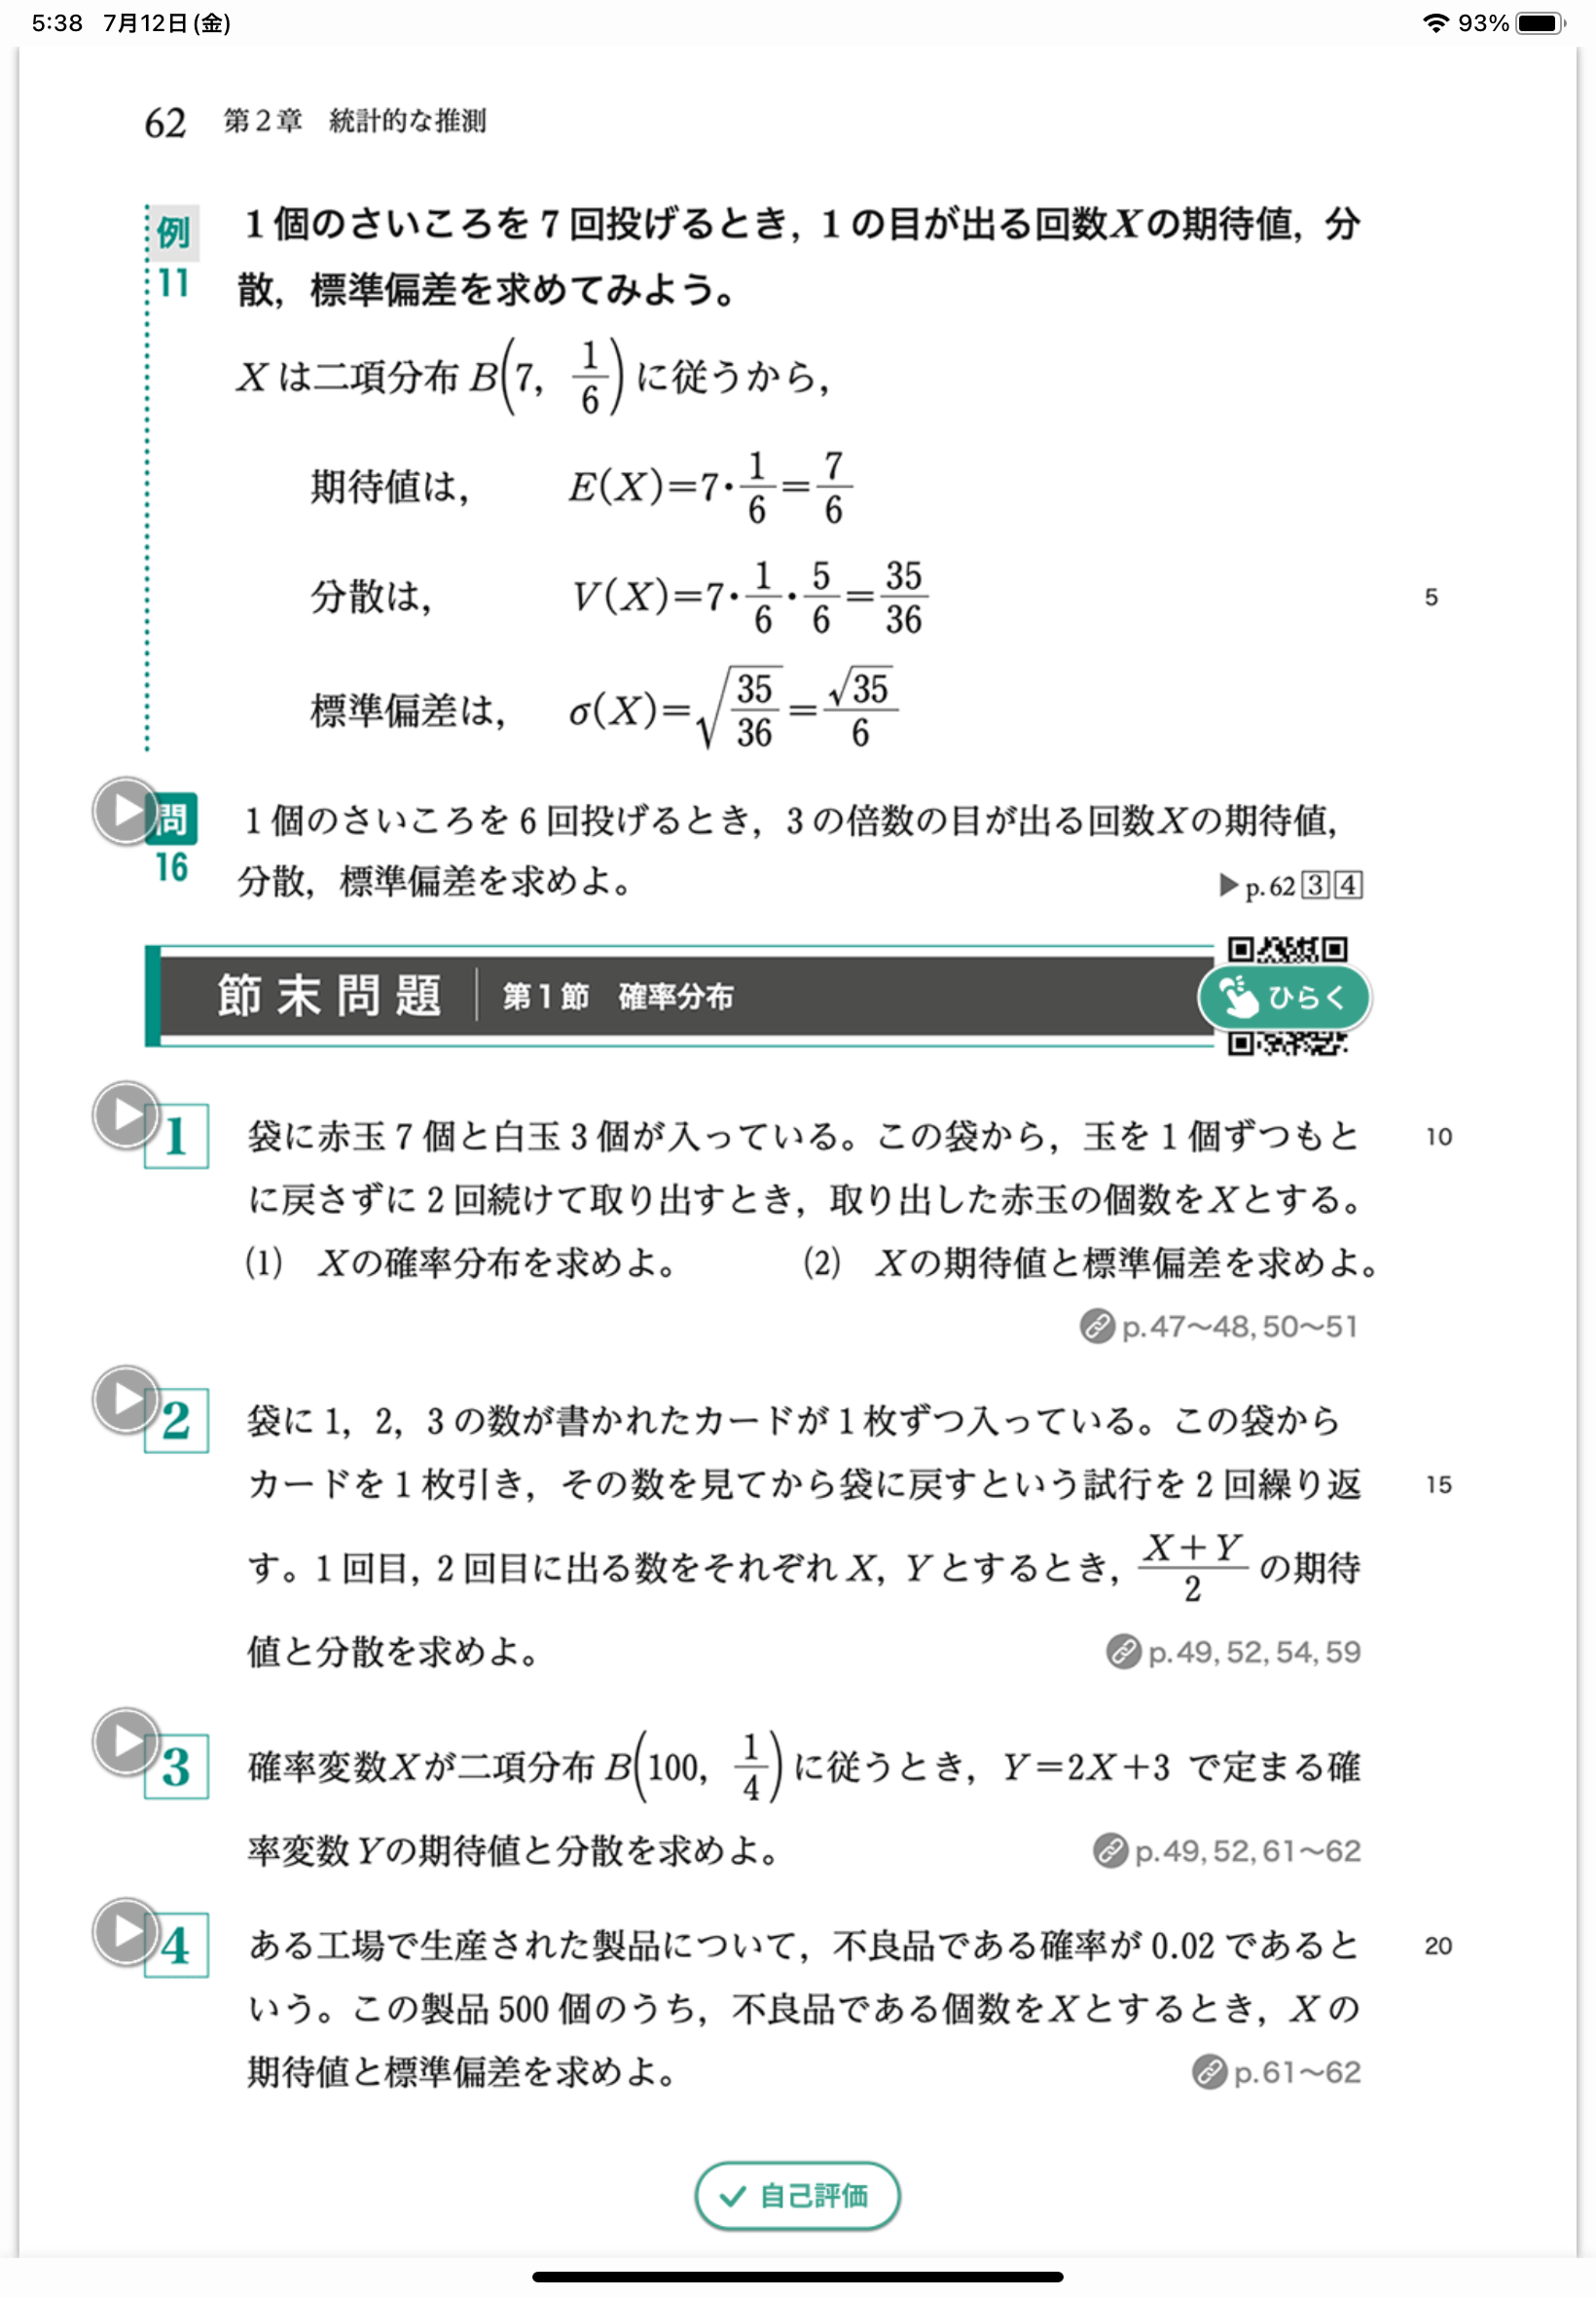 5:38 7月12日(金) 93%
62 第2章 統計的な推測
例11 1個のさいころを7回投げるとき，1の目が出る回数Xの期待値，分
散，標準偏差を求めてみよう。
Xは二項分布 B(7, 1/6) に従うから，
期待値は， E(X)=7・1/6=7/6
分散は， V(X)=7・1/6・5/6=35/36 5
標準偏差は， σ(X)=√(35/36)=√35/6
問16 1個のさいころを6回投げるとき，3の倍数の目が出る回数Xの期待値，
分散，標準偏差を求めよ。 ▶p.62 3 4
節末問題 第1節 確率分布 ひらく
1 袋に赤玉7個と白玉3個が入っている。この袋から，玉を1個ずつもと 10
に戻さずに2回続けて取り出すとき，取り出した赤玉の個数をXとする。
(1) Xの確率分布を求めよ。 (2) Xの期待値と標準偏差を求めよ。
p.47〜48, 50〜51
2 袋に1，2，3の数が書かれたカードが1枚ずつ入っている。この袋から
カードを1枚引き，その数を見てから袋に戻すという試行を2回繰り返 15
す。1回目，2回目に出る数をそれぞれX，Yとするとき，(X+Y)/2 の期待
値と分散を求めよ。 p.49, 52, 54, 59
3 確率変数Xが二項分布 B(100, 1/4) に従うとき，Y=2X+3 で定まる確
率変数Yの期待値と分散を求めよ。 p.49, 52, 61〜62
4 ある工場で生産された製品について，不良品である確率が0.02であると 20
いう。この製品500個のうち，不良品である個数をXとするとき，Xの
期待値と標準偏差を求めよ。 p.61〜62
自己評価